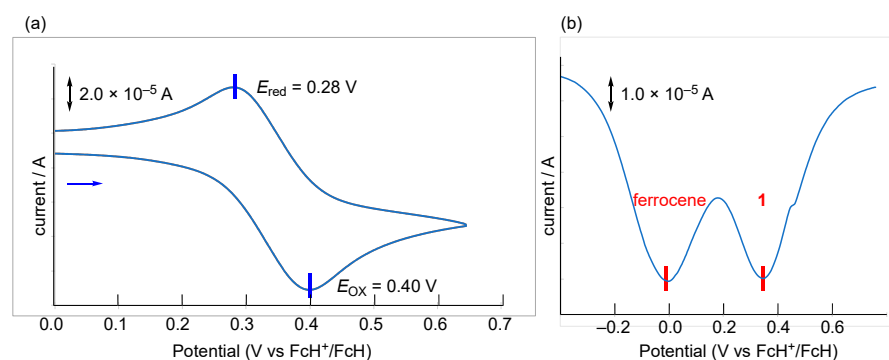 (a)
2.0 × 10⁻⁵ A
E_red = 0.28 V
E_OX = 0.40 V
current / A
0.0 0.1 0.2 0.3 0.4 0.5 0.6 0.7
Potential (V vs FcH⁺/FcH)
(b)
1.0 × 10⁻⁵ A
ferrocene 1
current / A
–0.2 0.0 0.2 0.4 0.6
Potential (V vs FcH⁺/FcH)